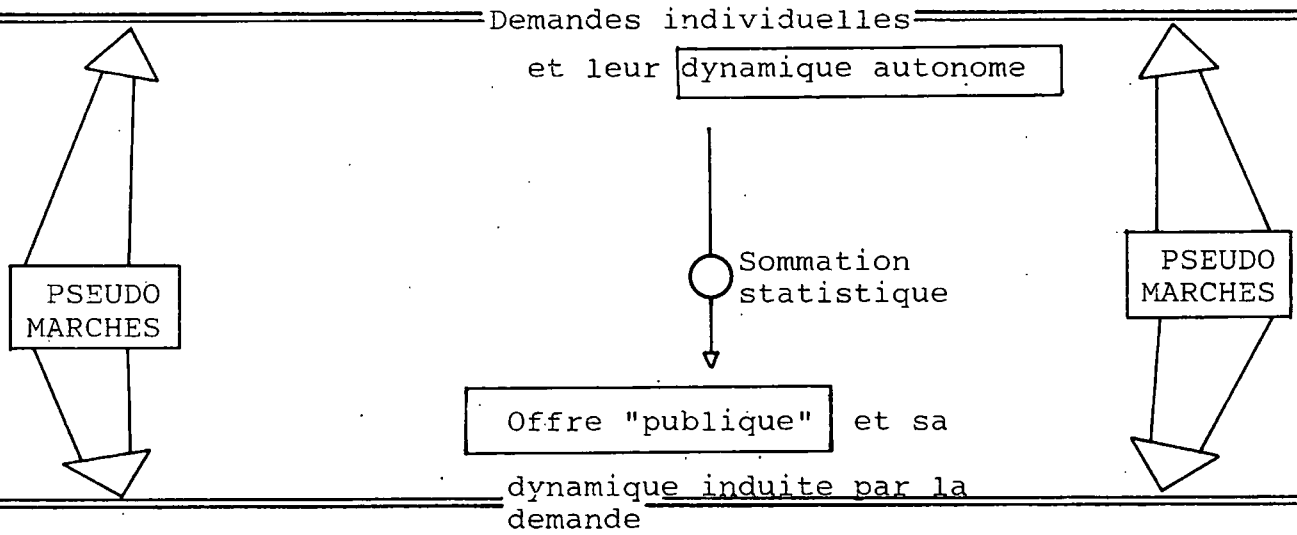 Demandes individuelles
et leur dynamique autonome
Sommation
statistique
PSEUDO
MARCHES
PSEUDO
MARCHES
Offre "publique" et sa
dynamique induite par la
demande